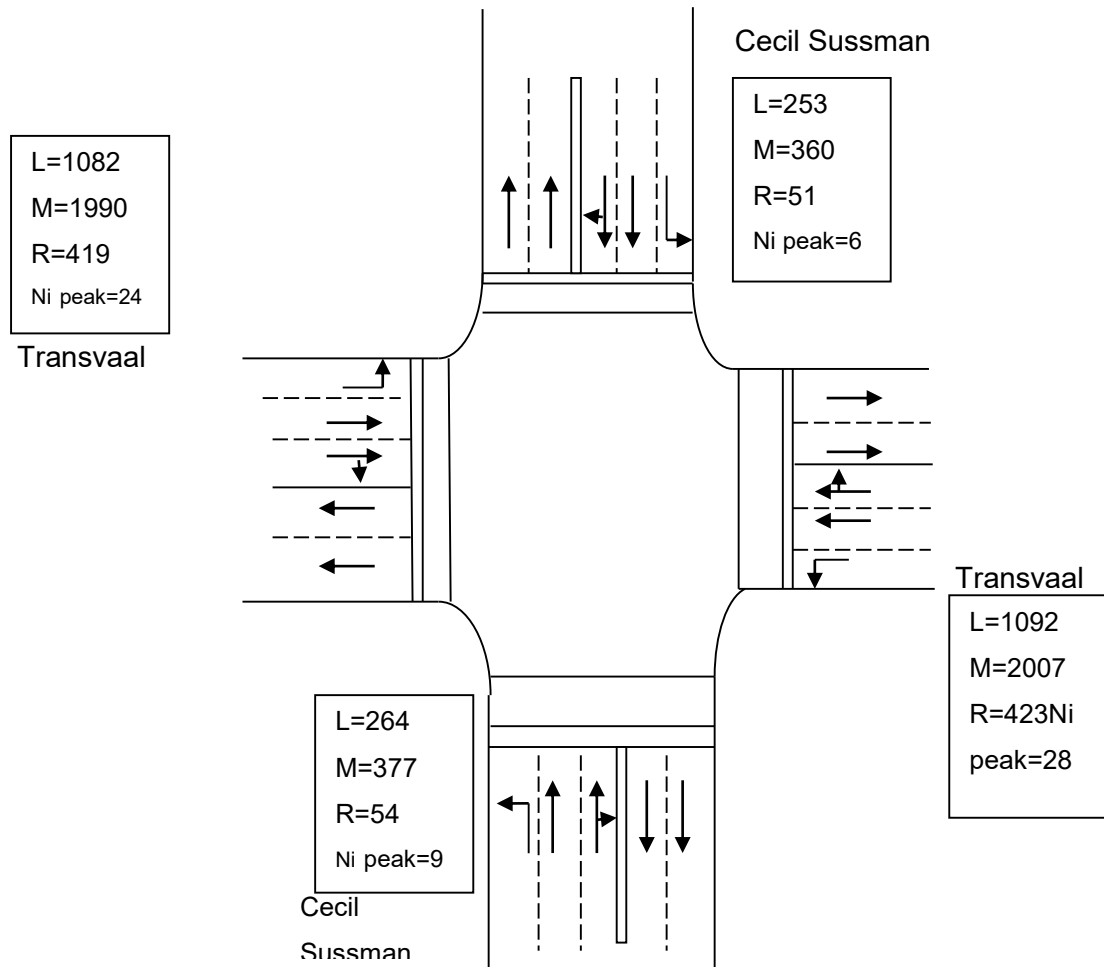 Cecil Sussman
L=253
M=360
R=51
Ni peak=6
L=1082
M=1990
R=419
Ni peak=24
Transvaal
Transvaal
L=1092
M=2007
R=423Ni
peak=28
L=264
M=377
R=54
Ni peak=9
Cecil
Sussman